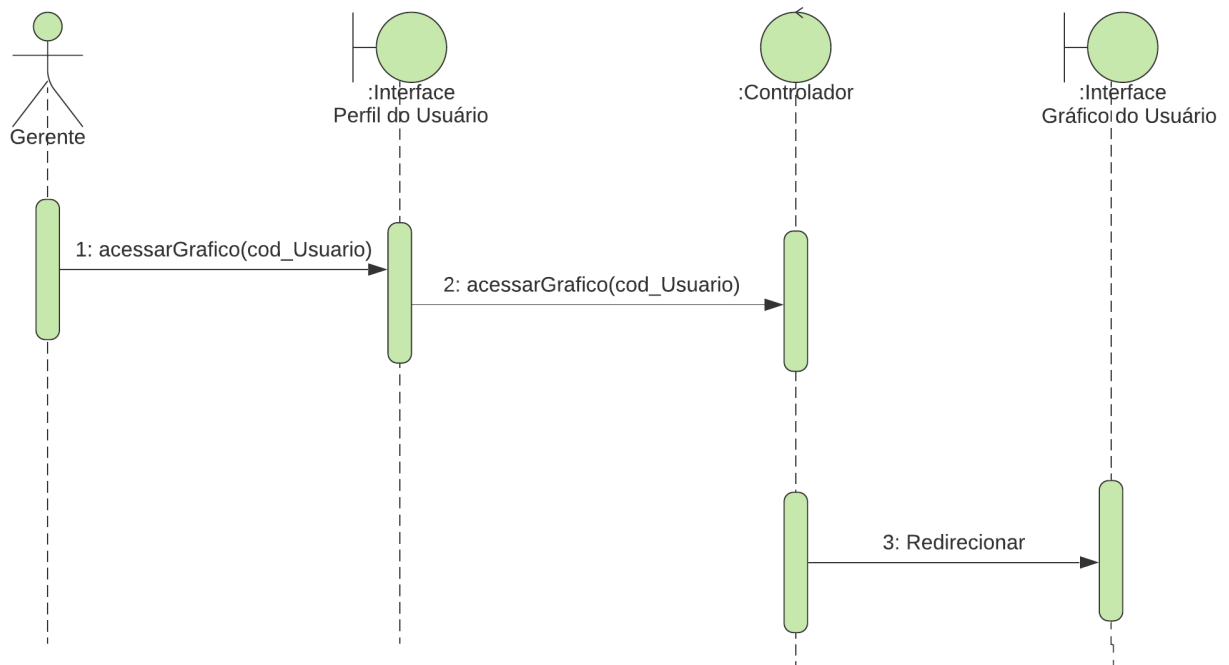 :Interface
Perfil do Usuário
:Controlador
:Interface
Gráfico do Usuário
Gerente
1: acessarGrafico(cod_Usuario)
2: acessarGrafico(cod_Usuario)
3: Redirecionar